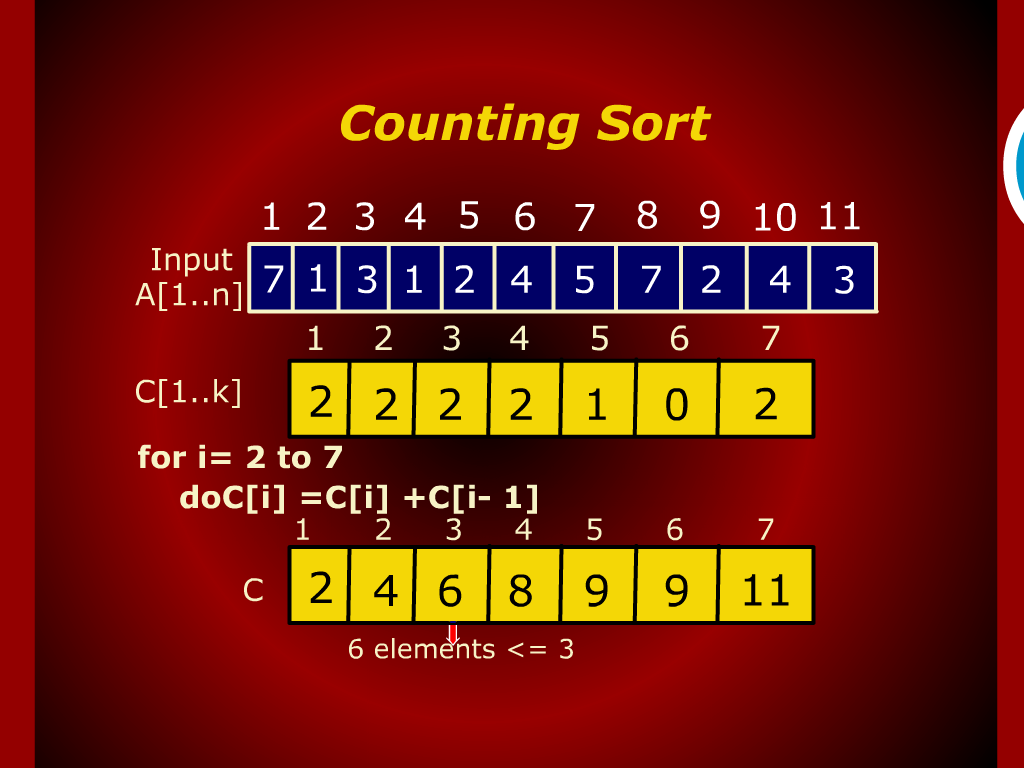 Counting Sort
1 2 3 4 5 6 7 8 9 10 11
Input
A[1..n]
7 1 3 1 2 4 5 7 2 4 3
1 2 3 4 5 6 7
C[1..k]
2 2 2 2 1 0 2
for i= 2 to 7
doC[i] =C[i] +C[i- 1]
1 2 3 4 5 6 7
C 2 4 6 8 9 9 11
6 elements <= 3